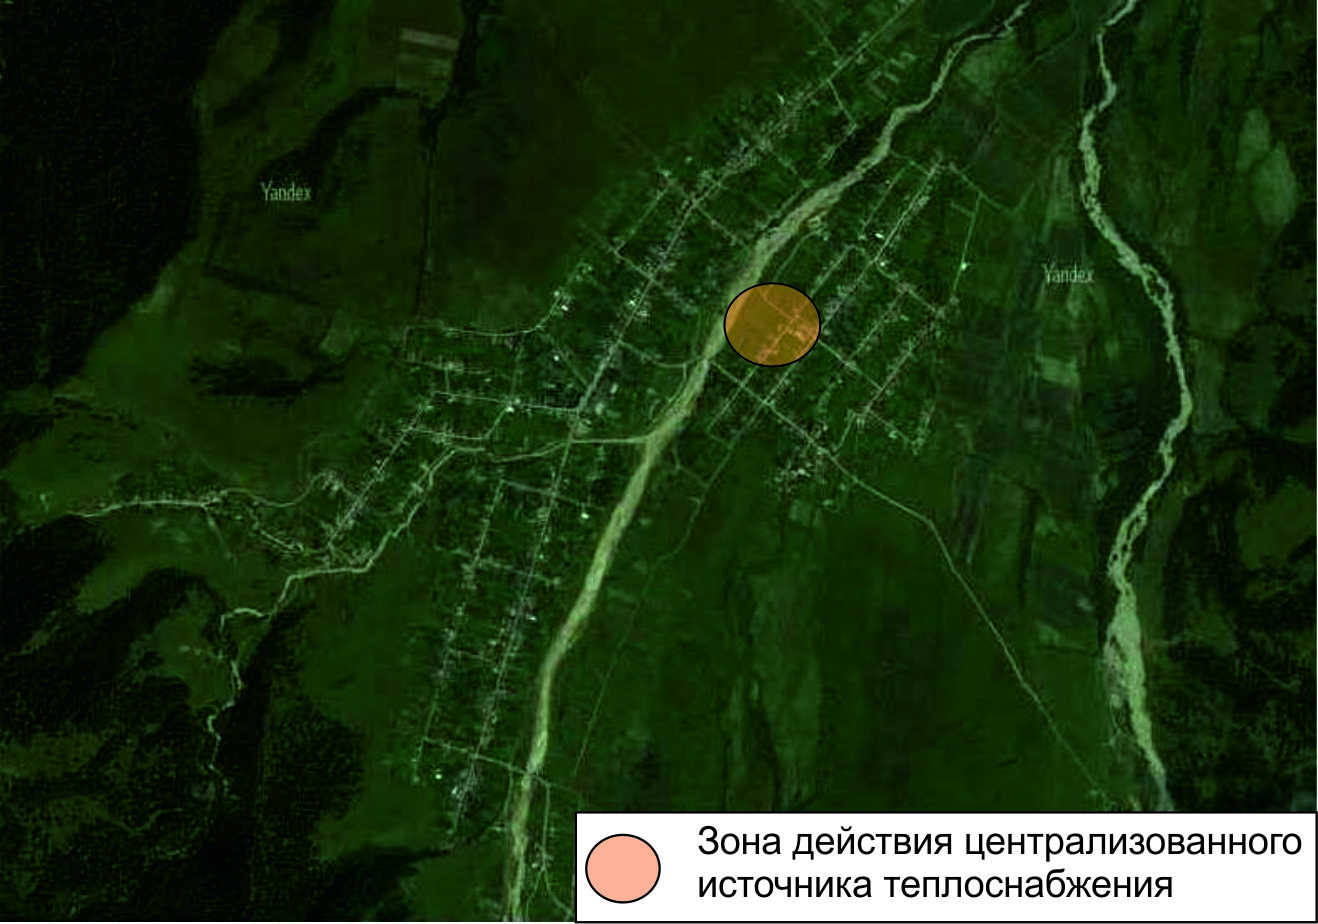 Yandex
Yandex
Зона действия централизованного
источника теплоснабжения